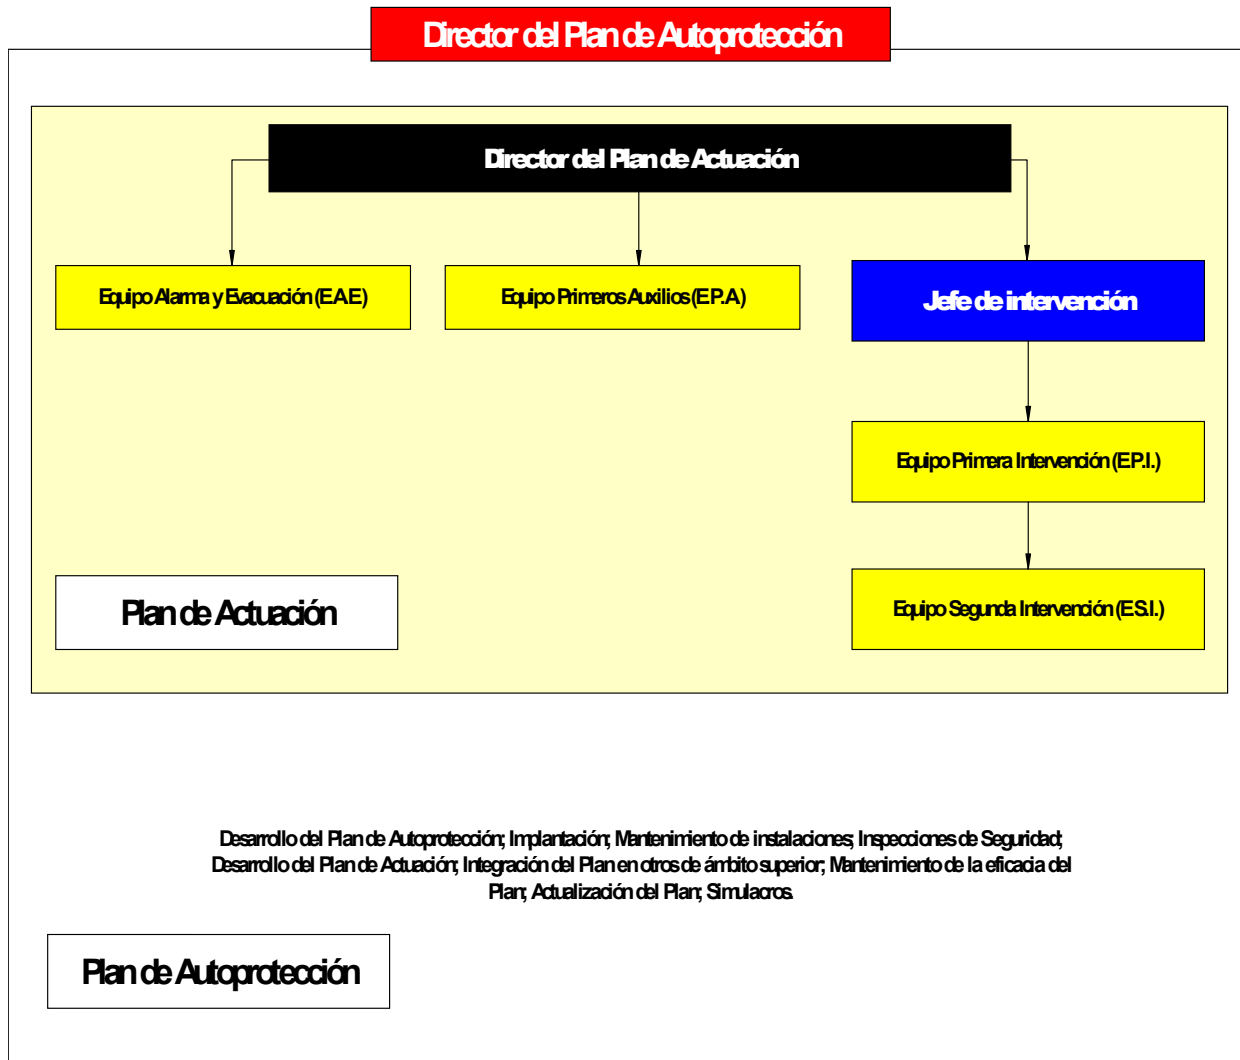 Director del Plan de Autoprotección
Director del Plan de Actuación
Equipo Alarma y Evacuación (E.A.E)
Equipo Primeros Auxilios (E.P.A.)
Jefe de intervención
Equipo Primera Intervención (E.P.I.)
Plan de Actuación
Equipo Segunda Intervención (E.S.I.)
Desarrollo del Plan de Autoprotección; Implantación; Mantenimiento de instalaciones; Inspecciones de Seguridad;
Desarrollo del Plan de Actuación; Integración del Plan en otros de ámbito superior; Mantenimiento de la eficacia del
Plan; Actualización del Plan; Simulacros.
Plan de Autoprotección